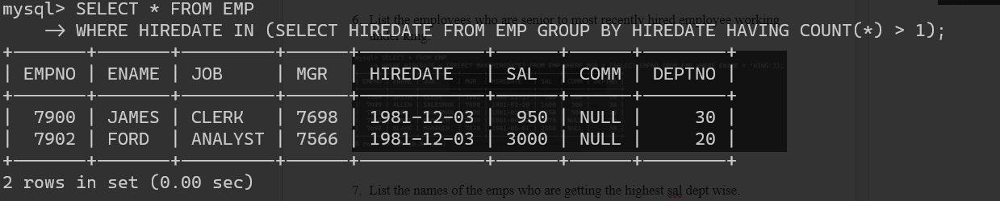 mysql> SELECT * FROM EMP
6. List the employees who are senior to most recently hired employee working
under king.
-> WHERE HIREDATE IN (SELECT HIREDATE FROM EMP GROUP BY HIREDATE HAVING COUNT(*) > 1);
| EMPNO | ENAME | JOB | MGR | HIREDATE | SAL | COMM | DEPTNO |
| 7900 | JAMES | CLERK | 7698 | 1981-12-03 | 950 | NULL | 30 |
| 7902 | FORD | ANALYST | 7566 | 1981-12-03 | 3000 | NULL | 20 |
2 rows in set (0.00 sec)
7. List the names of the emps who are getting the highest sal dept wise.